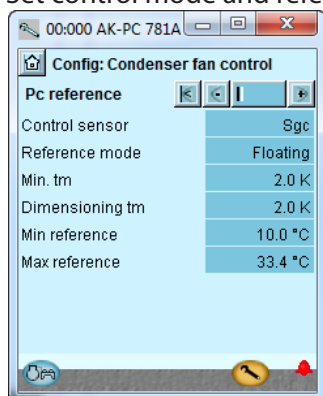 Set control mode and refe
00:000 AK-PC 781A
Config: Condenser fan control
Pc reference
Control sensor Sgc
Reference mode Floating
Min. tm 2.0 K
Dimensioning tm 2.0 K
Min reference 10.0 °C
Max reference 33.4 °C